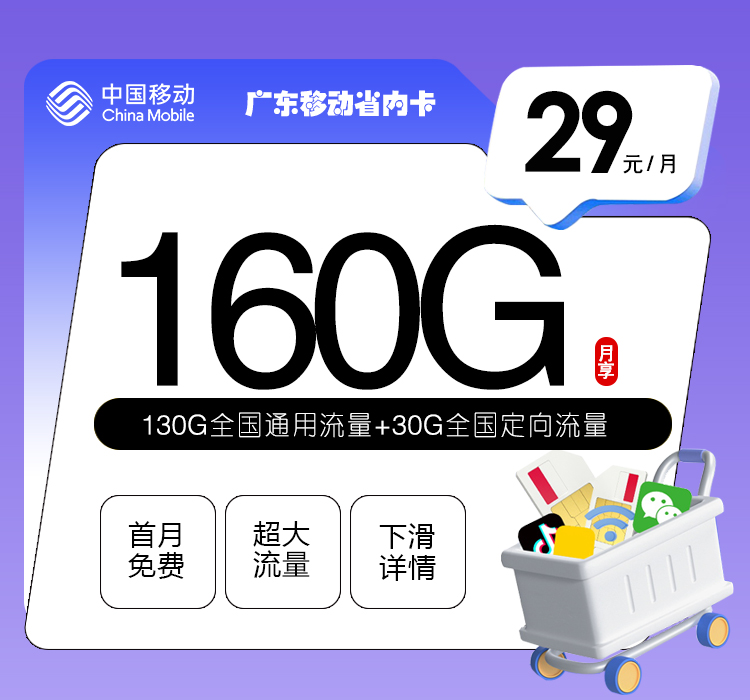 中国移动
China Mobile
广东移动省内卡
29元/月
160G
月享
130G全国通用流量+30G全国定向流量
首月
免费
超大
流量
下滑
详情